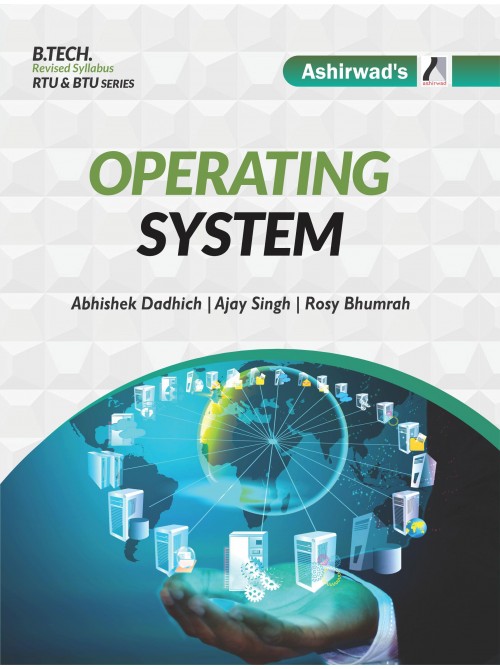 B.TECH.
Revised Syllabus
RTU & BTU SERIES
Ashirwad's
ashirwad
OPERATING
SYSTEM
Abhishek Dadhich | Ajay Singh | Rosy Bhumrah